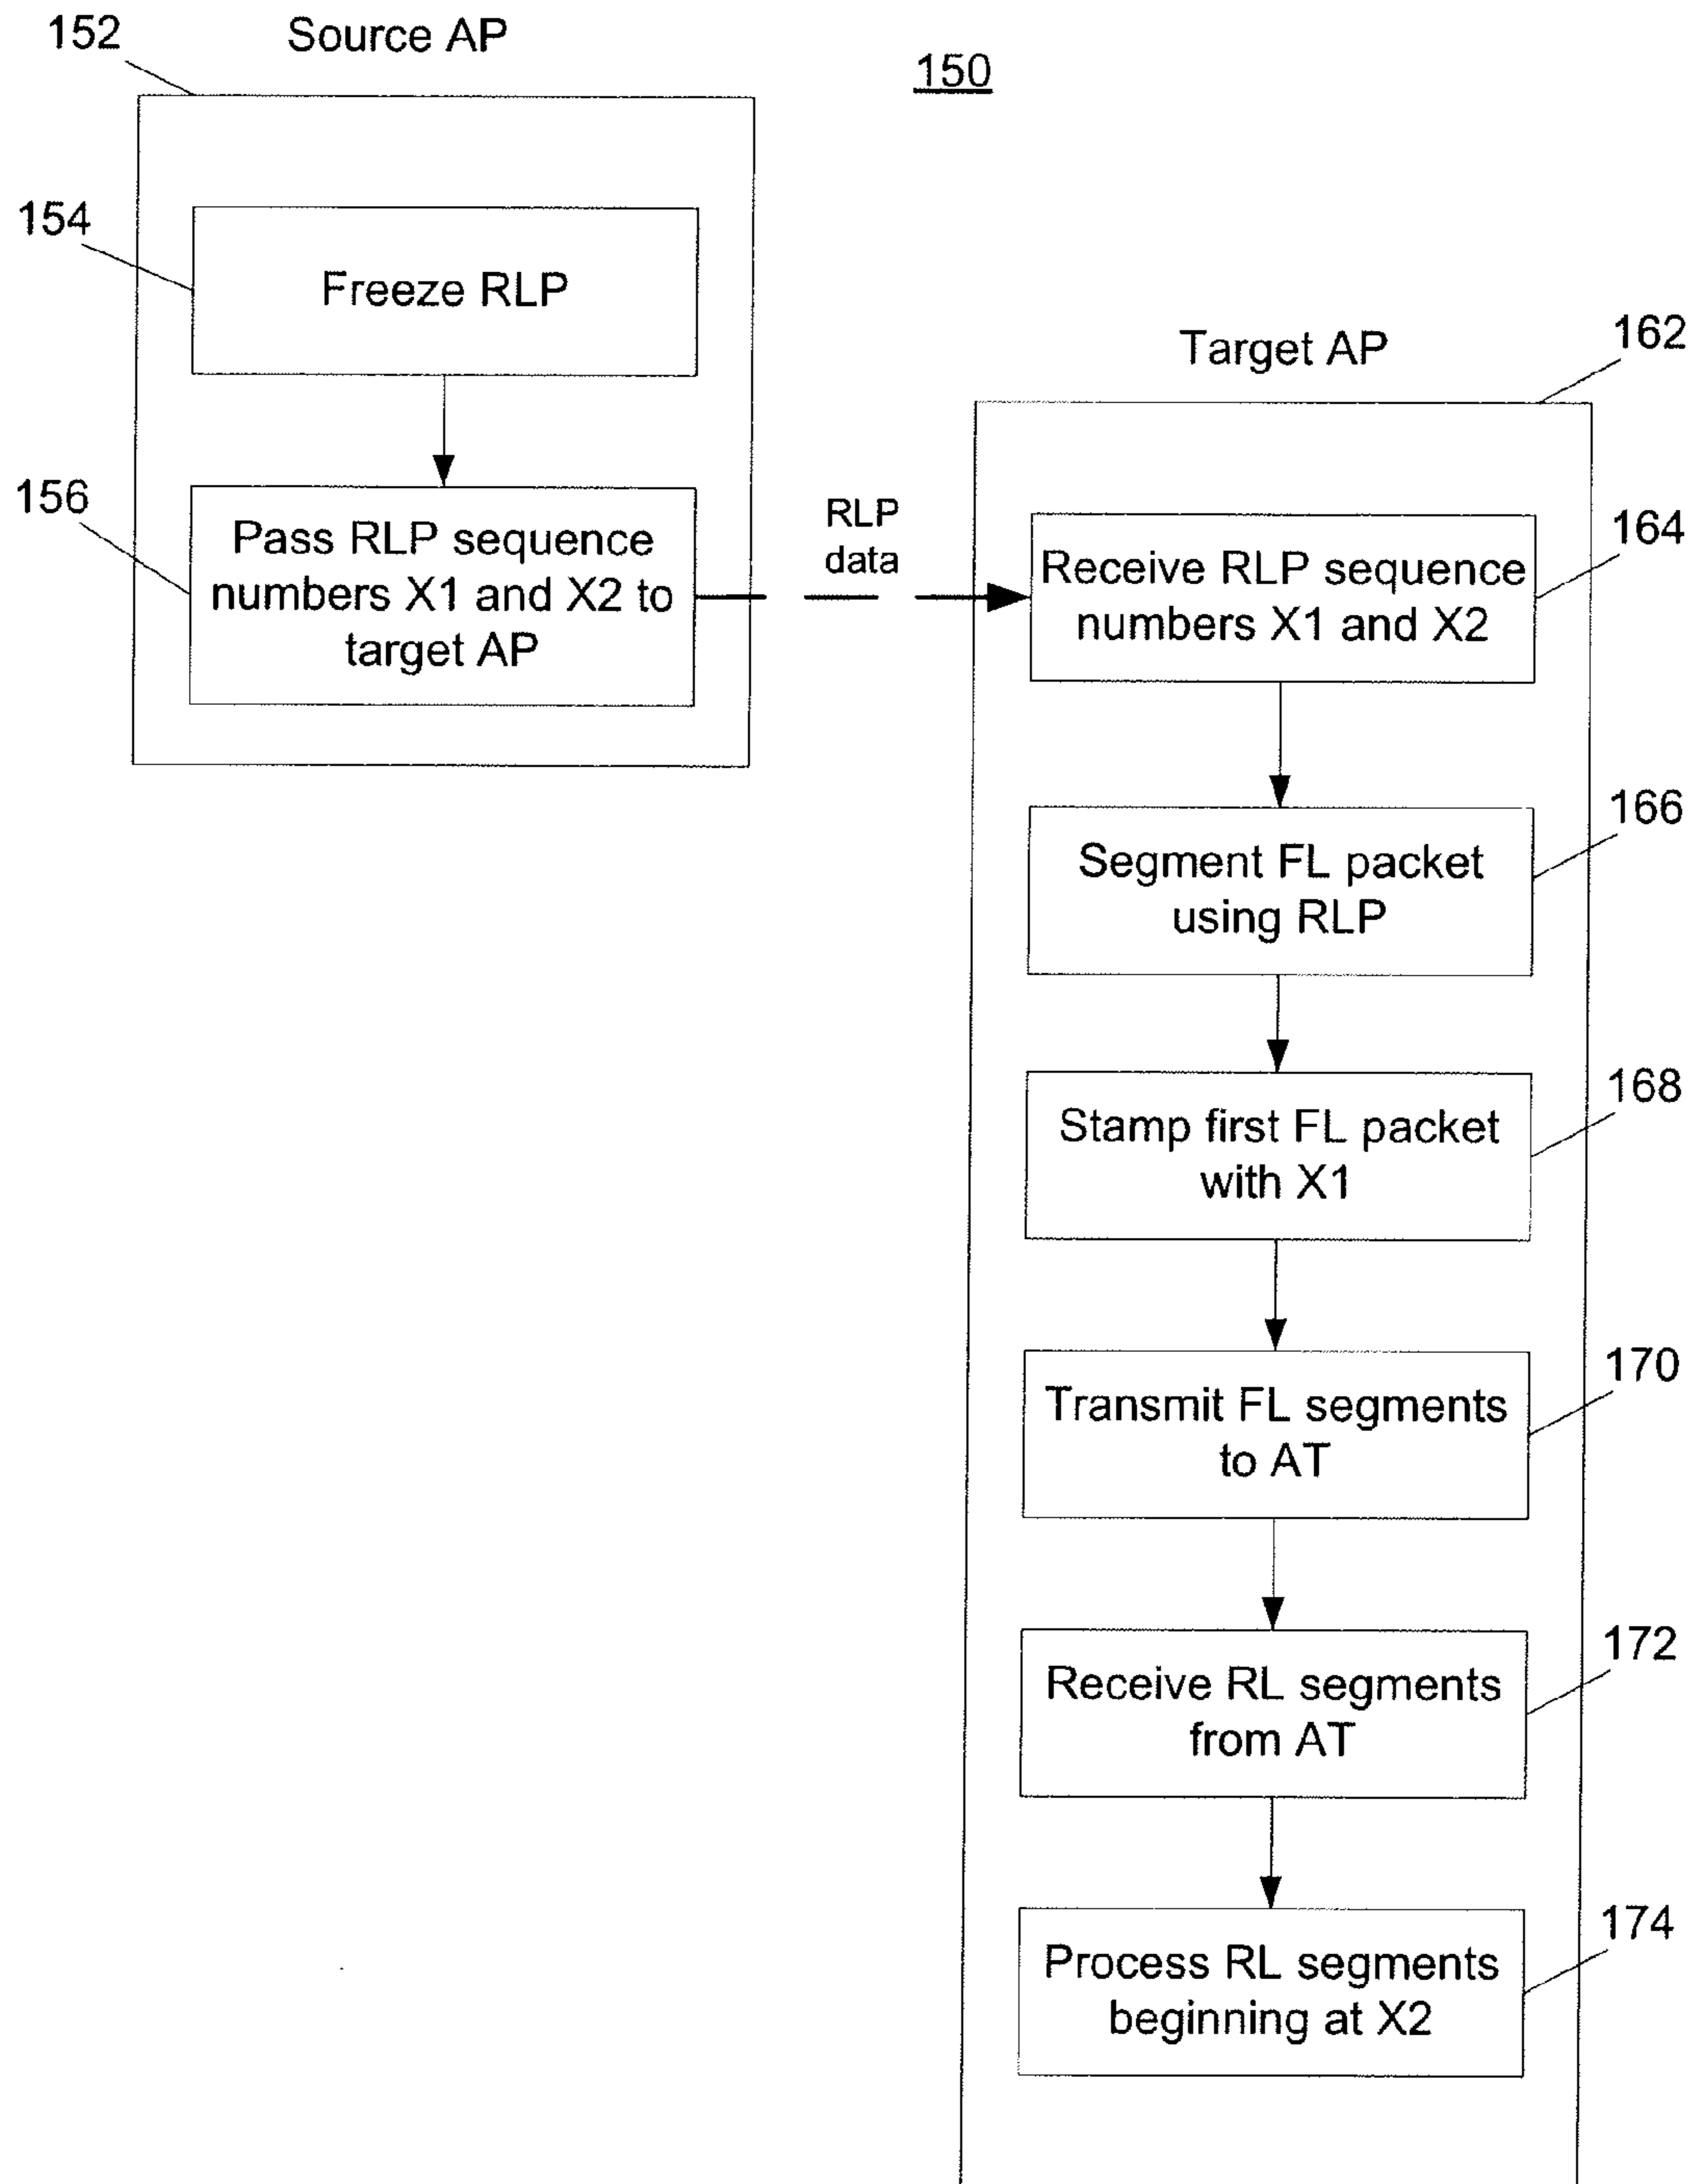 152
Source AP
150
154
Freeze RLP
156
Pass RLP sequence
numbers X1 and X2 to
target AP
RLP
data
Target AP
162
Receive RLP sequence
numbers X1 and X2
164
Segment FL packet
using RLP
166
Stamp first FL packet
with X1
168
Transmit FL segments
to AT
170
Receive RL segments
from AT
172
Process RL segments
beginning at X2
174